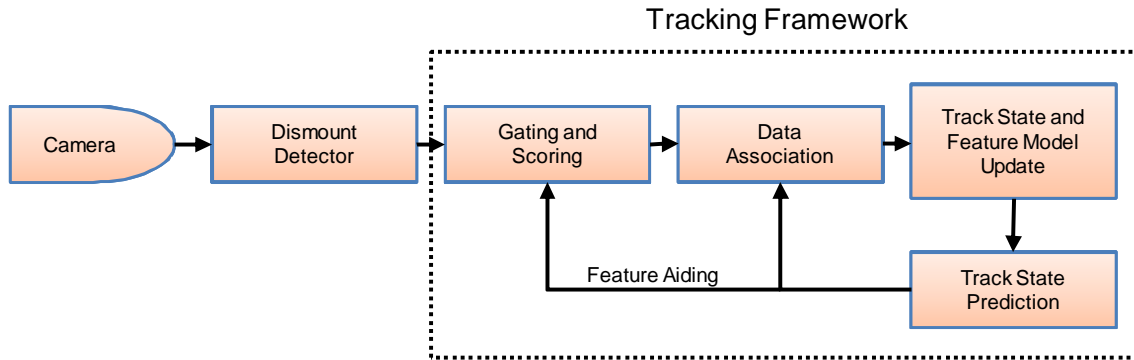 Tracking Framework
Camera
Dismount
Detector
Gating and
Scoring
Data
Association
Track State and
Feature Model
Update
Feature Aiding
Track State
Prediction